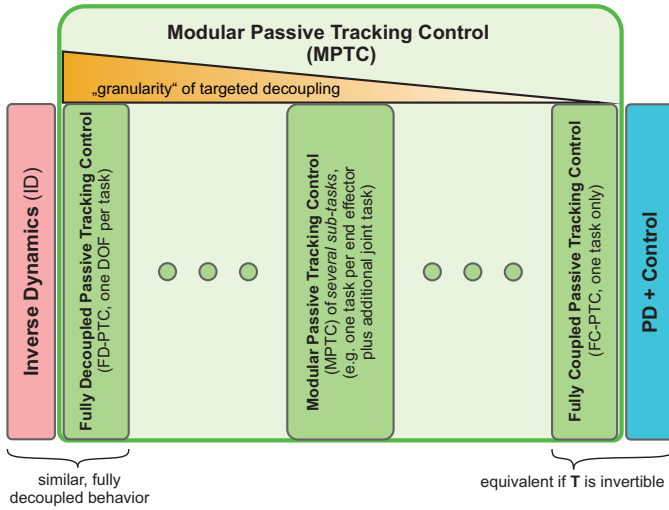 Modular Passive Tracking Control
(MPTC)
„granularity“ of targeted decoupling
Inverse Dynamics (ID)
Fully Decoupled Passive Tracking Control
(FD-PTC, one DOF per task)
Modular Passive Tracking Control
(MPTC) of several sub-tasks,
(e.g. one task per end effector
plus additional joint task)
Fully Coupled Passive Tracking Control
(FC-PTC, one task only)
PD + Control
similar, fully
decoupled behavior
equivalent if T is invertible